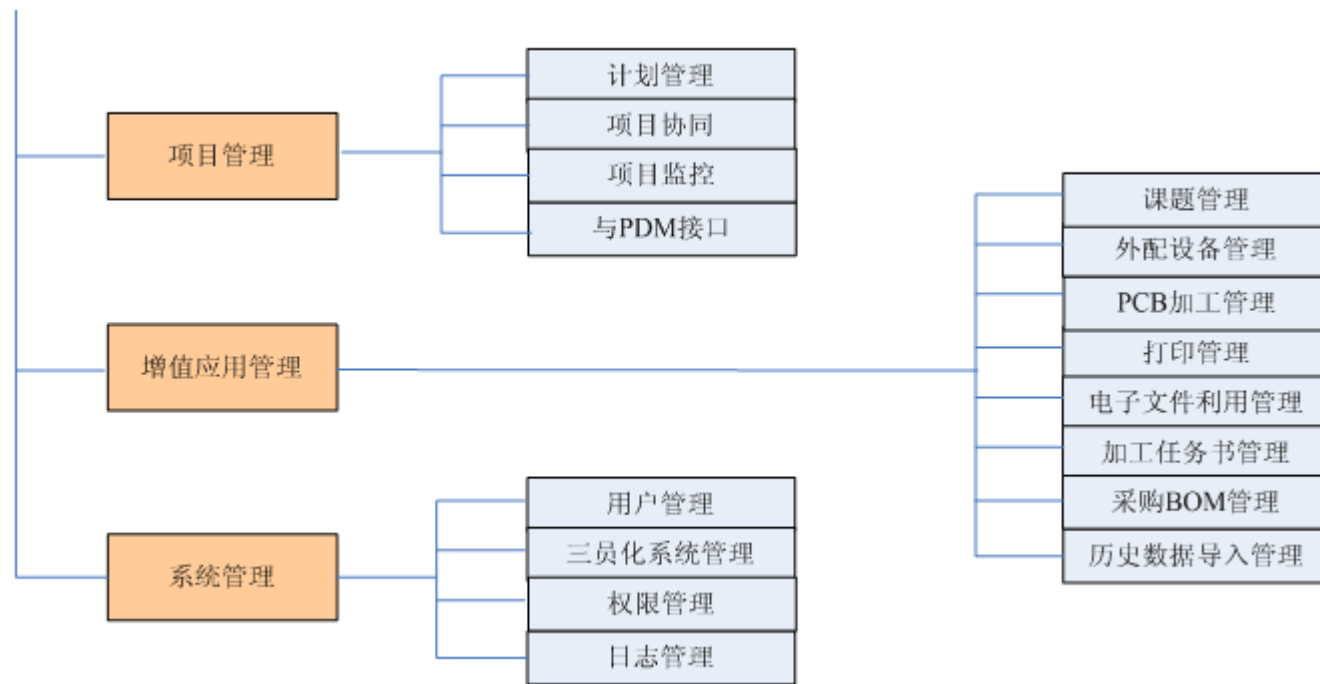 项目管理
计划管理
项目协同
项目监控
与PDM接口
增值应用管理
课题管理
外配设备管理
PCB加工管理
打印管理
电子文件利用管理
加工任务书管理
采购BOM管理
历史数据导入管理
系统管理
用户管理
三员化系统管理
权限管理
日志管理